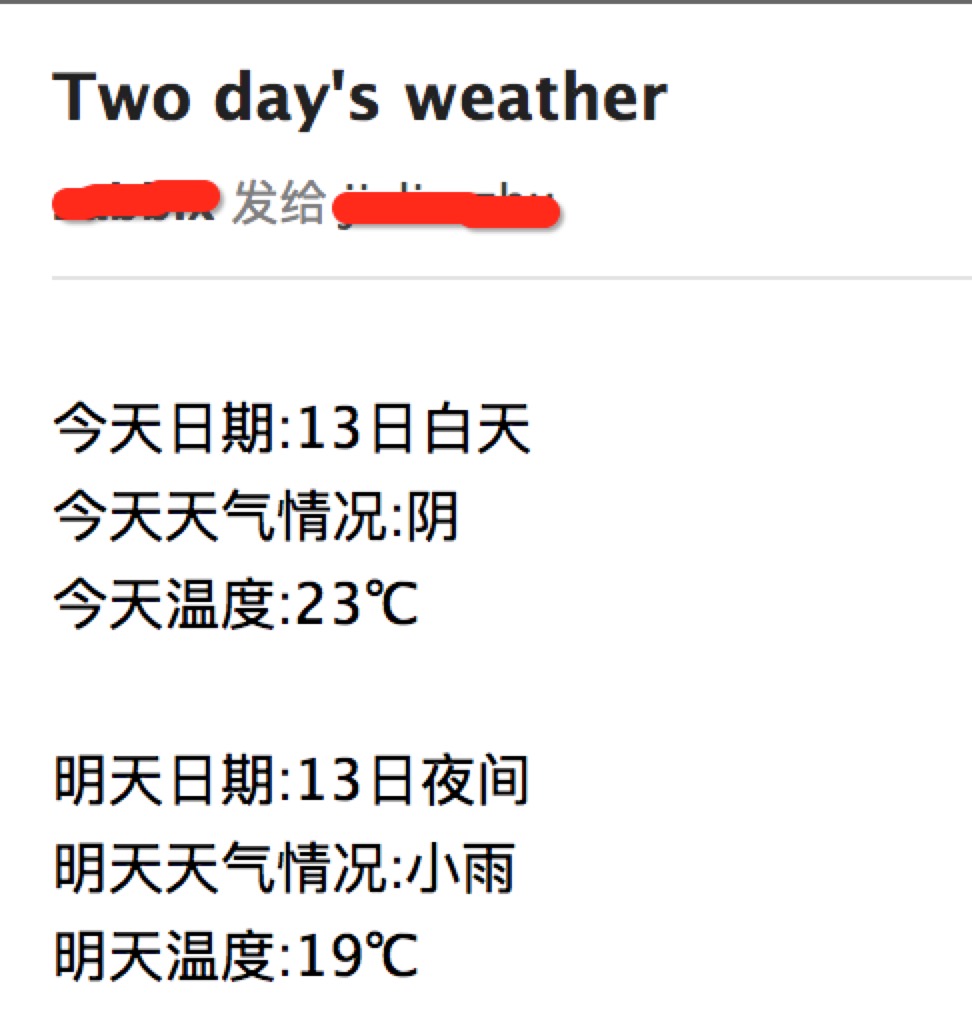 Two day's weather
发给
今天日期:13日白天
今天天气情况:阴
今天温度:23℃
明天日期:13日夜间
明天天气情况:小雨
明天温度:19℃